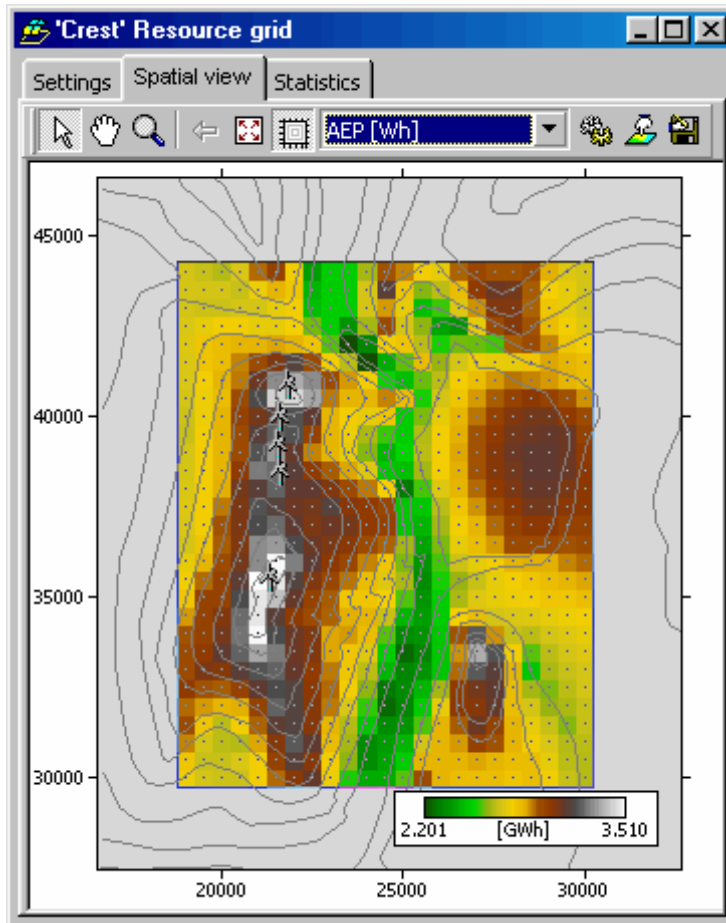 'Crest' Resource grid
Settings Spatial view Statistics
AEP [Wh]
45000
40000
35000
30000
2.201 [GWh] 3.510
20000 25000 30000